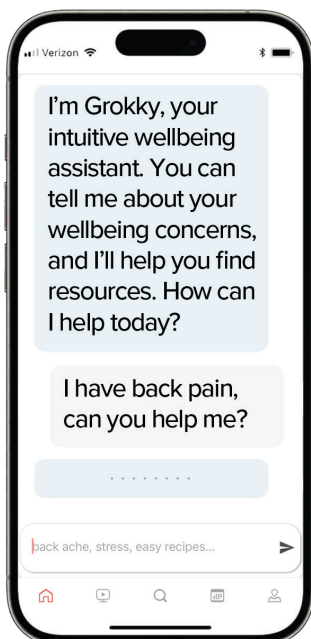 Verizon
I'm Grokky, your
intuitive wellbeing
assistant. You can
tell me about your
wellbeing concerns,
and I'll help you find
resources. How can
I help today?
I have back pain,
can you help me?
back ache, stress, easy recipes...